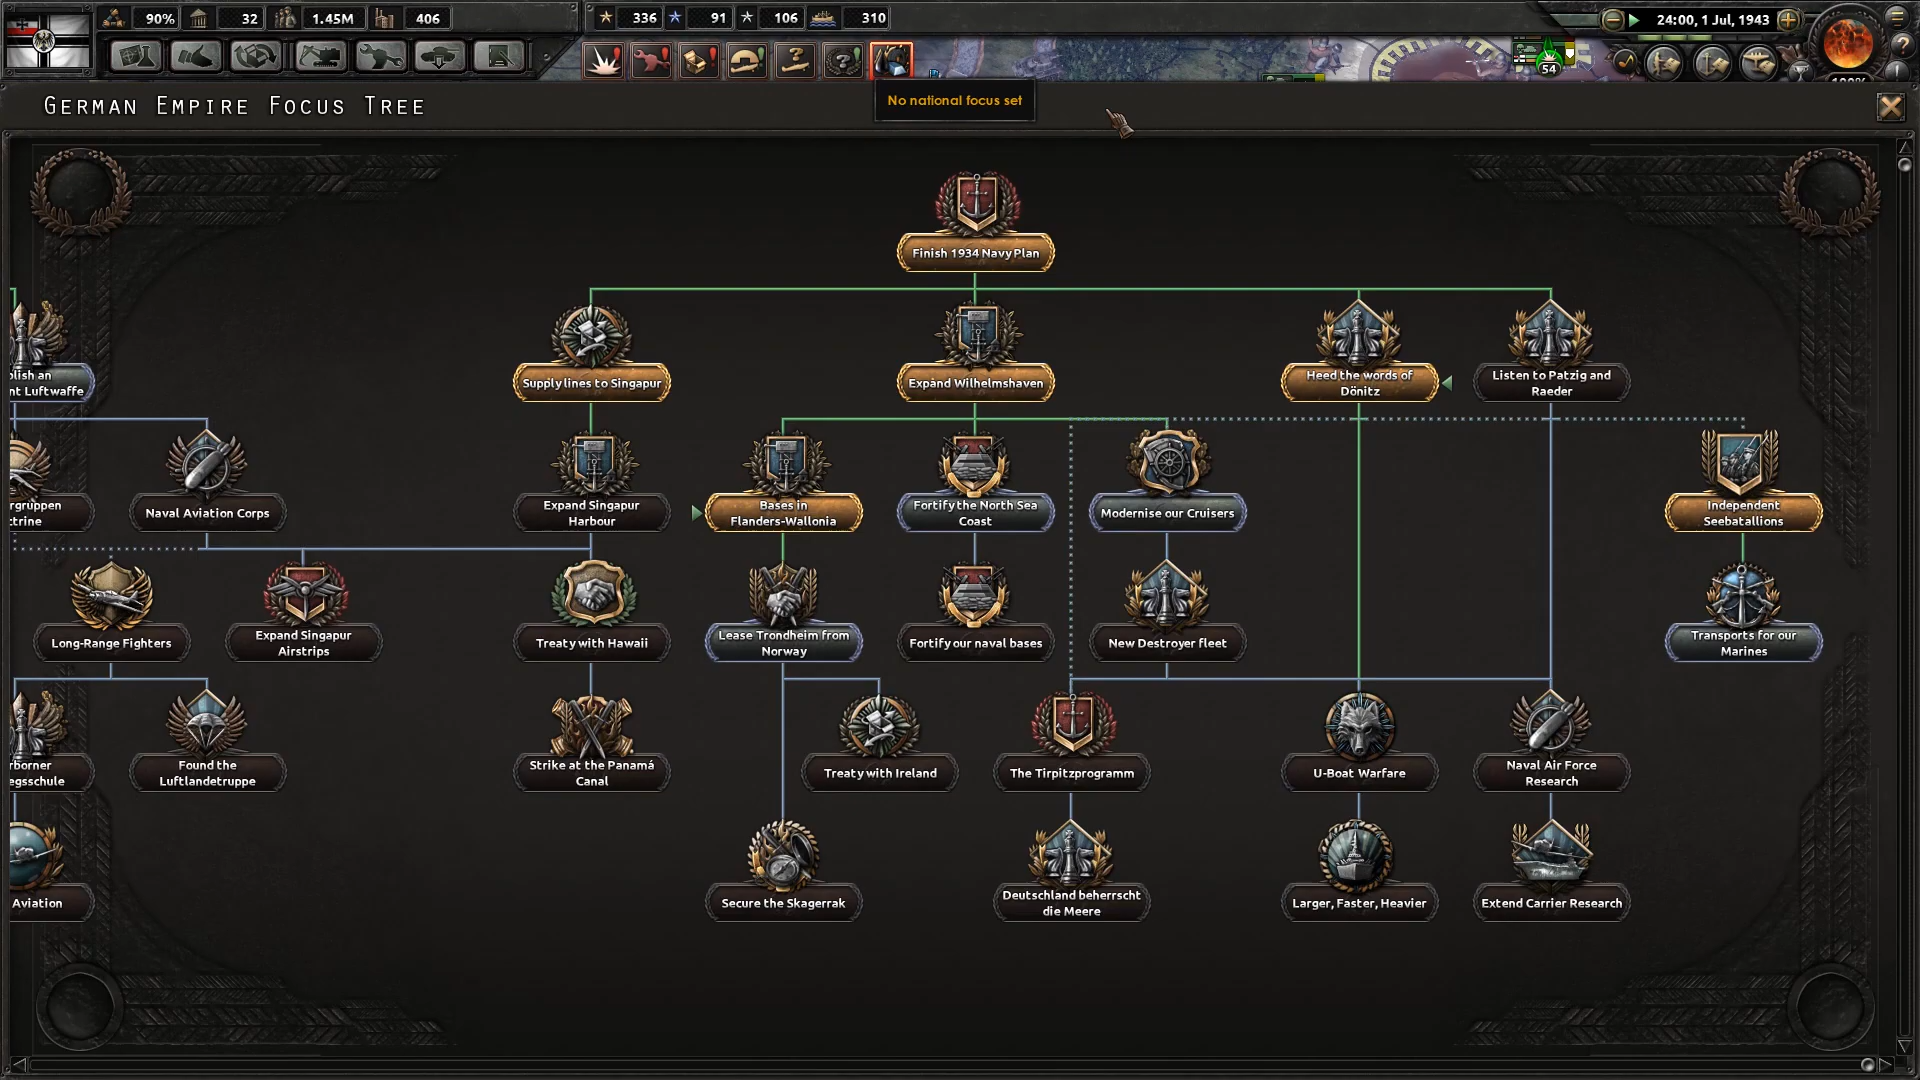 90%
32
1.45M
406
336
91
106
310
24:00, 1 Jul, 1943
54
GERMAN EMPIRE FOCUS TREE
No national focus set
Finish 1934 Navy Plan
nt Luftwaffe
Supply lines to Singapur
Expand Wilhelmshaven
Heed the words of
Dönitz
Listen to Patzig and
Raeder
Naval Aviation Corps
Expand Singapur
Harbour
Bases in
Flanders-Wallonia
Fortify the North Sea
Coast
Modernise our Cruisers
Independent
Seebatallions
Long-Range Fighters
Expand Singapur
Airstrips
Treaty with Hawaii
Lease Trondheim from
Norway
Fortify our naval bases
New Destroyer fleet
Transports for our
Marines
Found the
Luftlandetruppe
Strike at the Panamá
Canal
Treaty with Ireland
The Tirpitzprogramm
U-Boat Warfare
Naval Air Force
Research
Aviation
Secure the Skagerrak
Deutschland beherrscht
die Meere
Larger, Faster, Heavier
Extend Carrier Research